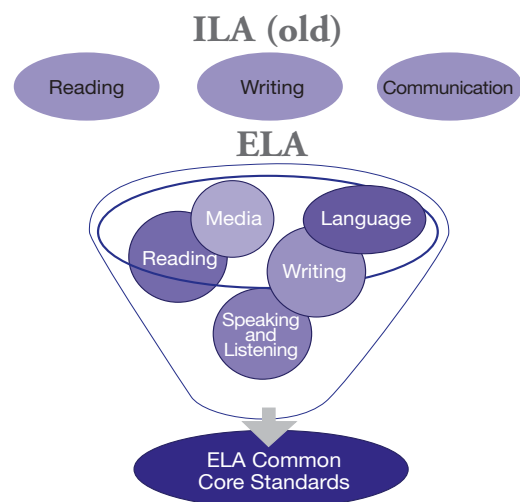 ILA (old)
Reading
Writing
Communication
ELA
Media
Language
Reading
Writing
Speaking
and
Listening
ELA Common
Core Standards